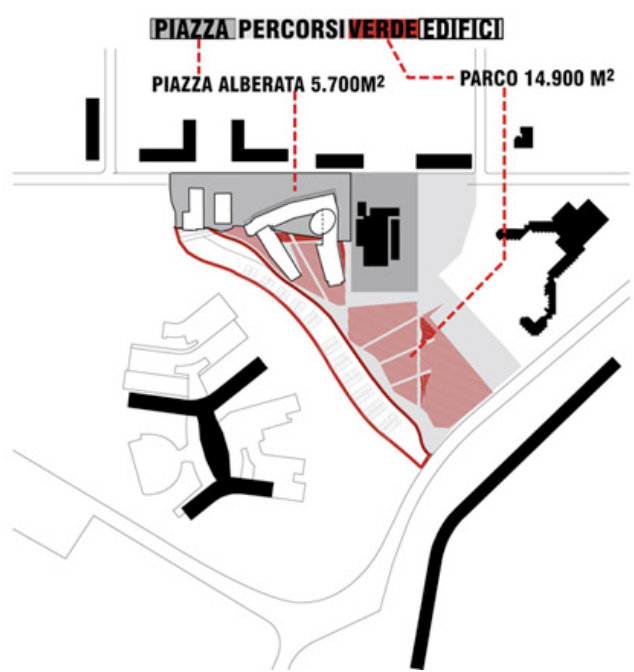 PIAZZA PERCORSI VERDE EDIFICI
PIAZZA ALBERATA 5.700M²
PARCO 14.900 M²